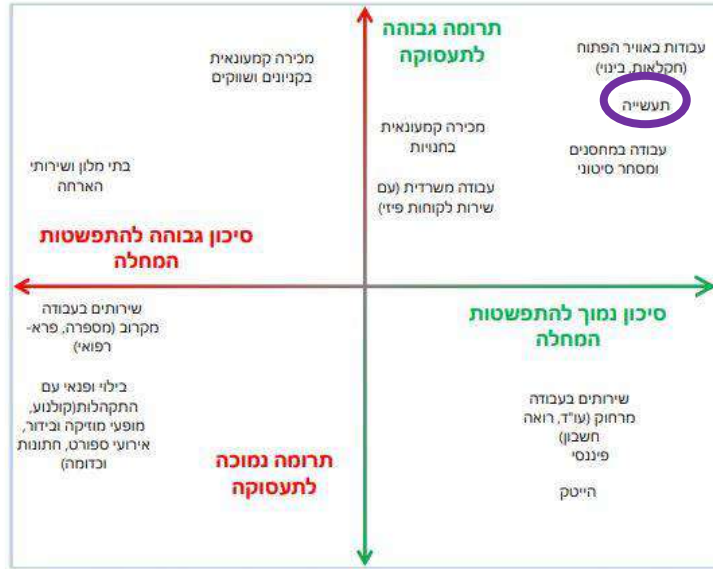 תרומה גבוהה
לתעסוקה
עבודות באוויר הפתוח
(חקלאות, בינוי)
תעשייה
עבודה במחסנים
ומסחר סיטוני
מכירה קמעונאית
בחנויות
עבודה משרדית (עם
שירות לקוחות פיזי)
מכירה קמעונאית
בקניונים ושווקים
בתי מלון ושירותי
הארחה
סיכון גבוהה להתפשטות
המחלה
סיכון נמוך להתפשטות
המחלה
שירותים בעבודה
מרחוק (עו"ד, רואה
חשבון)
פיננסי
הייטק
שירותים בעבודה
מקרוב (מספרה, פרא-
רפואי)
בילוי ופנאי עם
התקהלות(קולנוע,
מופעי מוזיקה ובידור,
אירועי ספורט, חתונות
וכדומה)
תרומה נמוכה
לתעסוקה